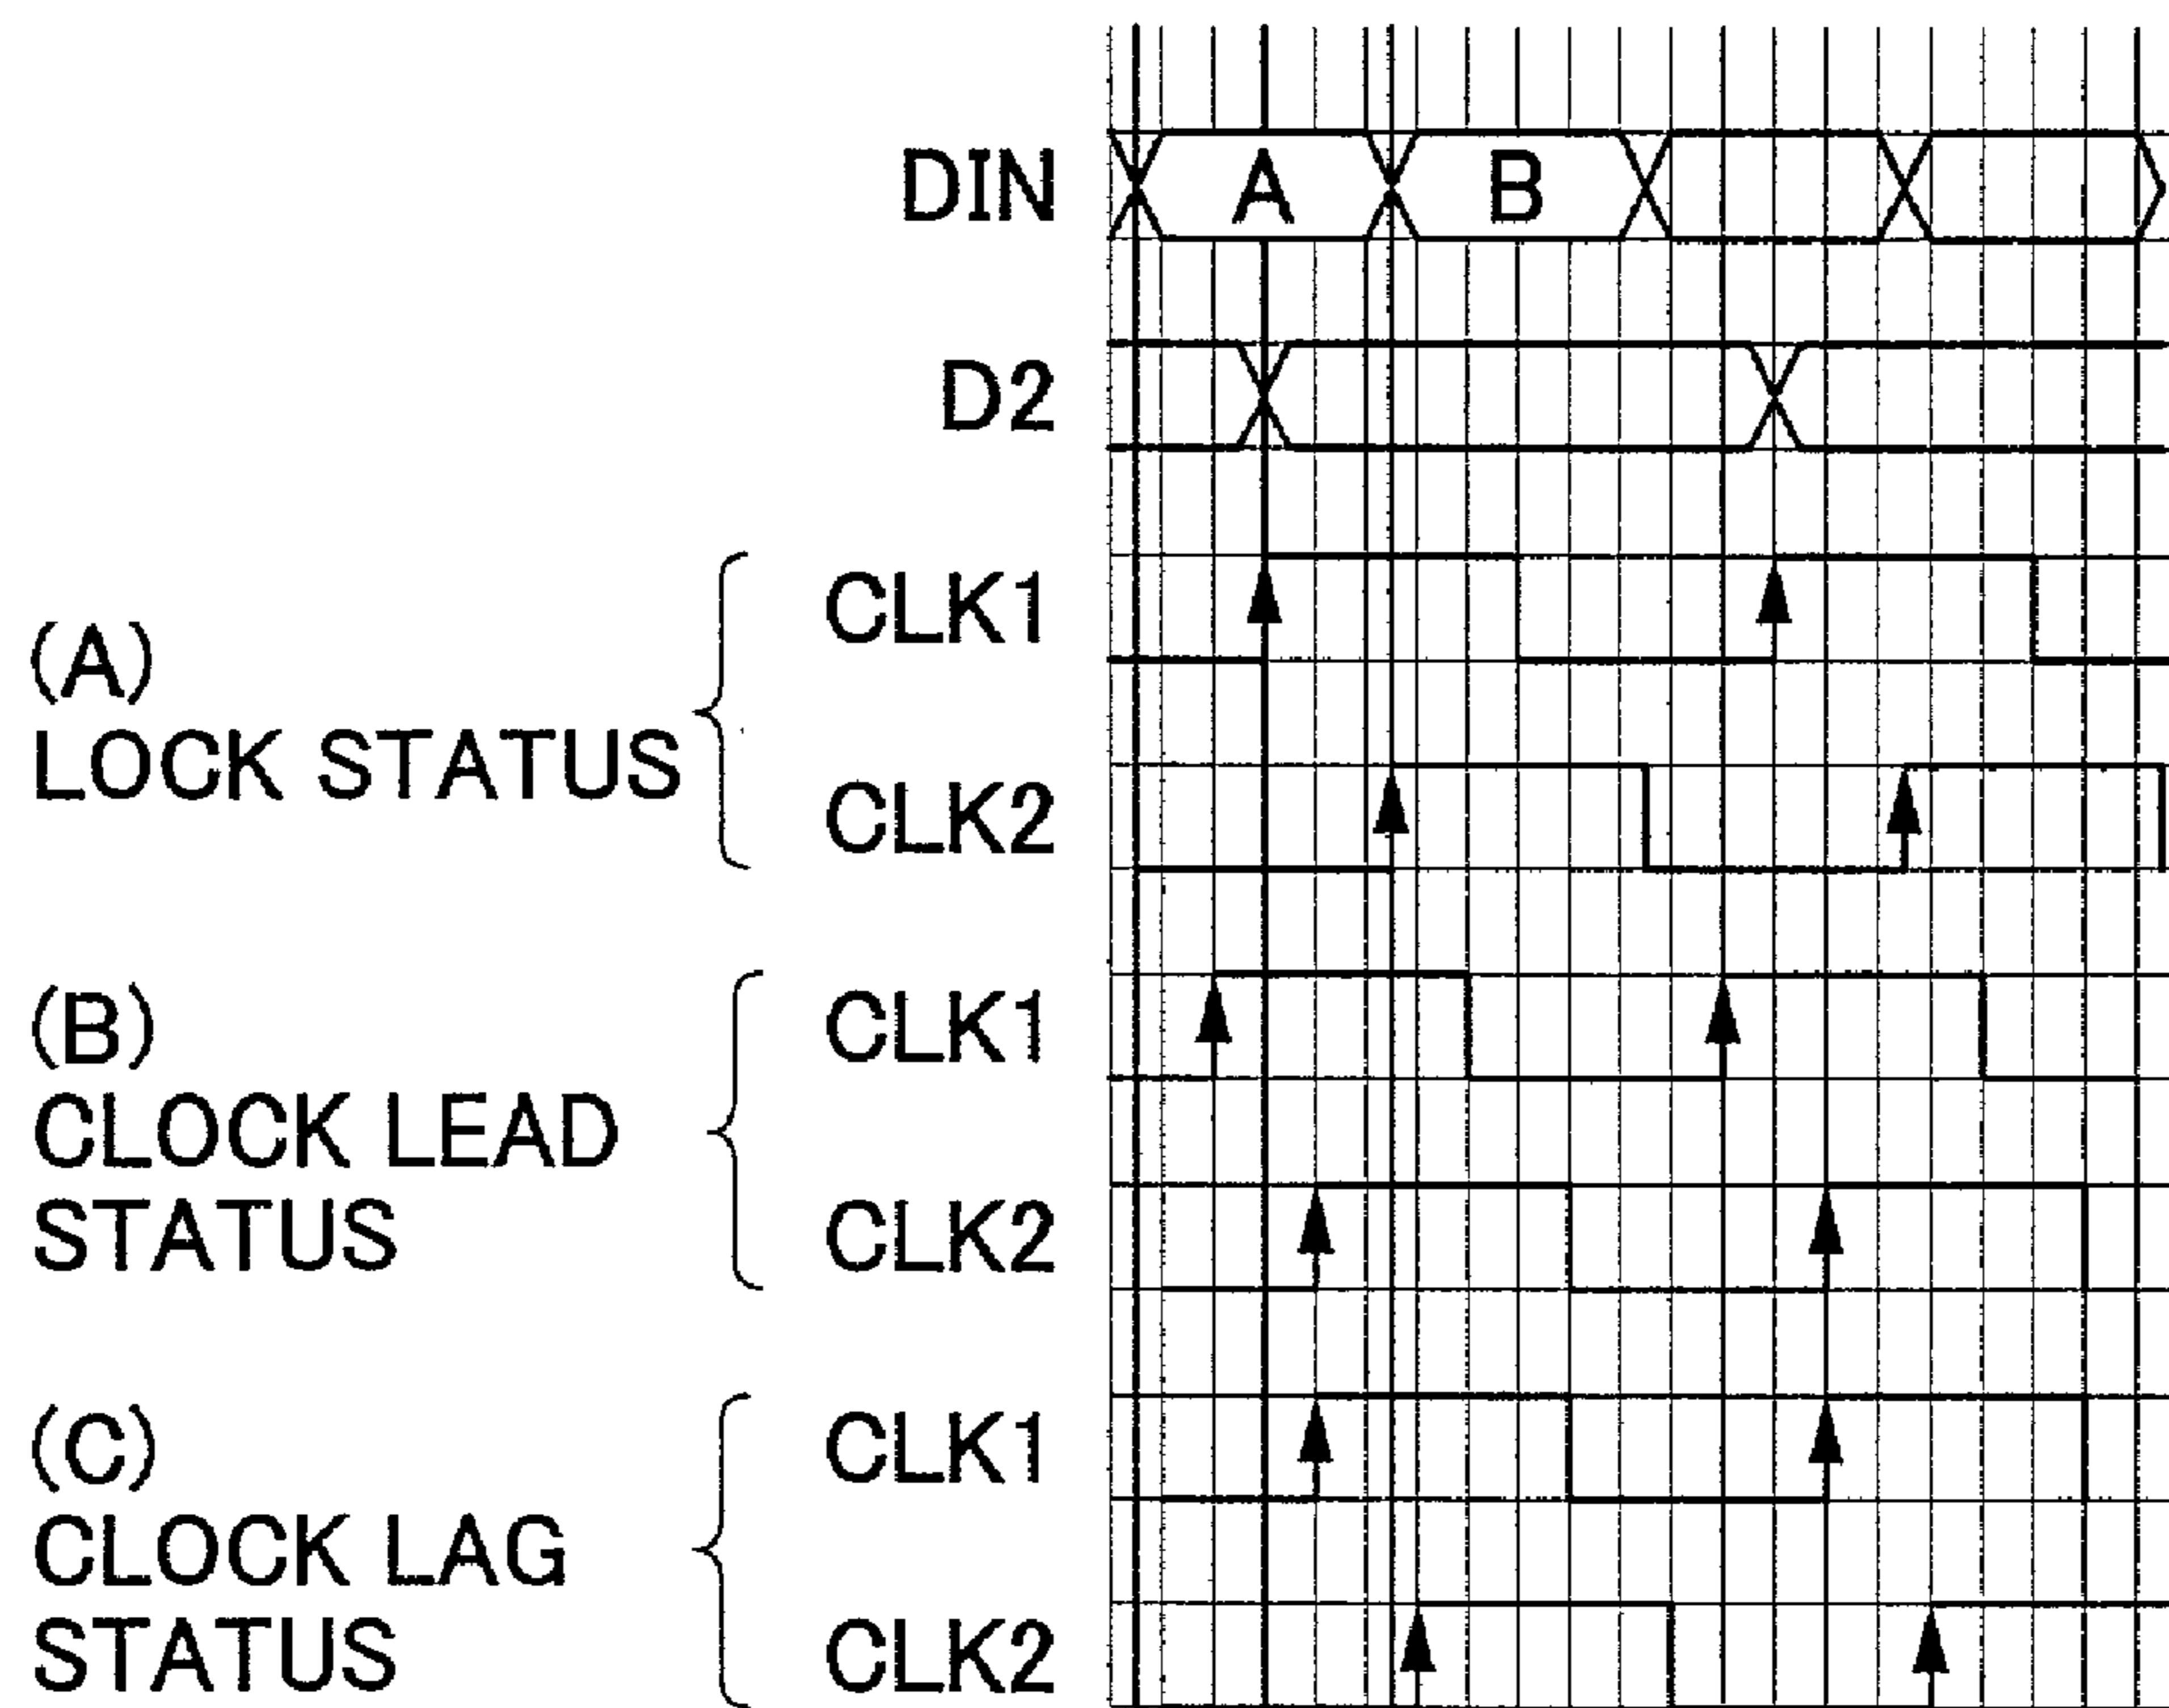 DIN A B
D2
(A)
LOCK STATUS
CLK1
CLK2
(B)
CLOCK LEAD
STATUS
CLK1
CLK2
(C)
CLOCK LAG
STATUS
CLK1
CLK2